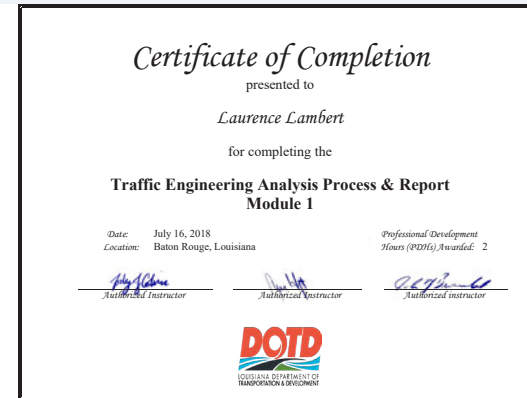 Certificate of Completion
presented to
Laurence Lambert
for completing the
Traffic Engineering Analysis Process & Report
Module 1
Date: July 16, 2018
Location: Baton Rouge, Louisiana
Professional Development
Hours (PDHs) Awarded: 2
Authorized Instructor
Authorized Instructor
Authorized instructor
DOTD
LOUISIANA DEPARTMENT OF
TRANSPORTATION & DEVELOPMENT